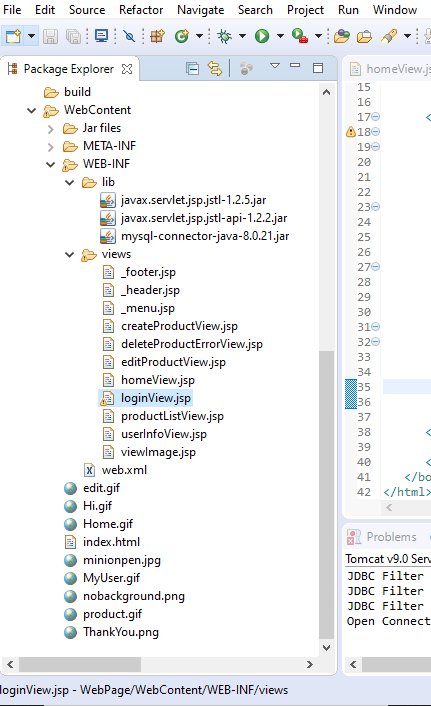 File Edit Source Refactor Navigate Search Project Run Window
Package Explorer
build
WebContent
Jar files
META-INF
WEB-INF
lib
javax.servlet.jsp.jstl-1.2.5.jar
javax.servlet.jsp.jstl-api-1.2.2.jar
mysql-connector-java-8.0.21.jar
views
_footer.jsp
_header.jsp
_menu.jsp
createProductView.jsp
deleteProductErrorView.jsp
editProductView.jsp
homeView.jsp
loginView.jsp
productListView.jsp
userInfoView.jsp
viewImage.jsp
web.xml
edit.gif
Hi.gif
Home.gif
index.html
minionpen.jpg
MyUser.gif
nobackground.png
product.gif
ThankYou.png
homeView.js
15
16
17 <
18
19
20
21
22
23
24
25
26
27
28
29
30
31
32
33
34
35
36
37
38 <
39
40 <
41 </bo
42 </html>
Problems
Tomcat v9.0 Serv
JDBC Filter
JDBC Filter
JDBC Filter
Open Connect
loginView.jsp - WebPage/WebContent/WEB-INF/views